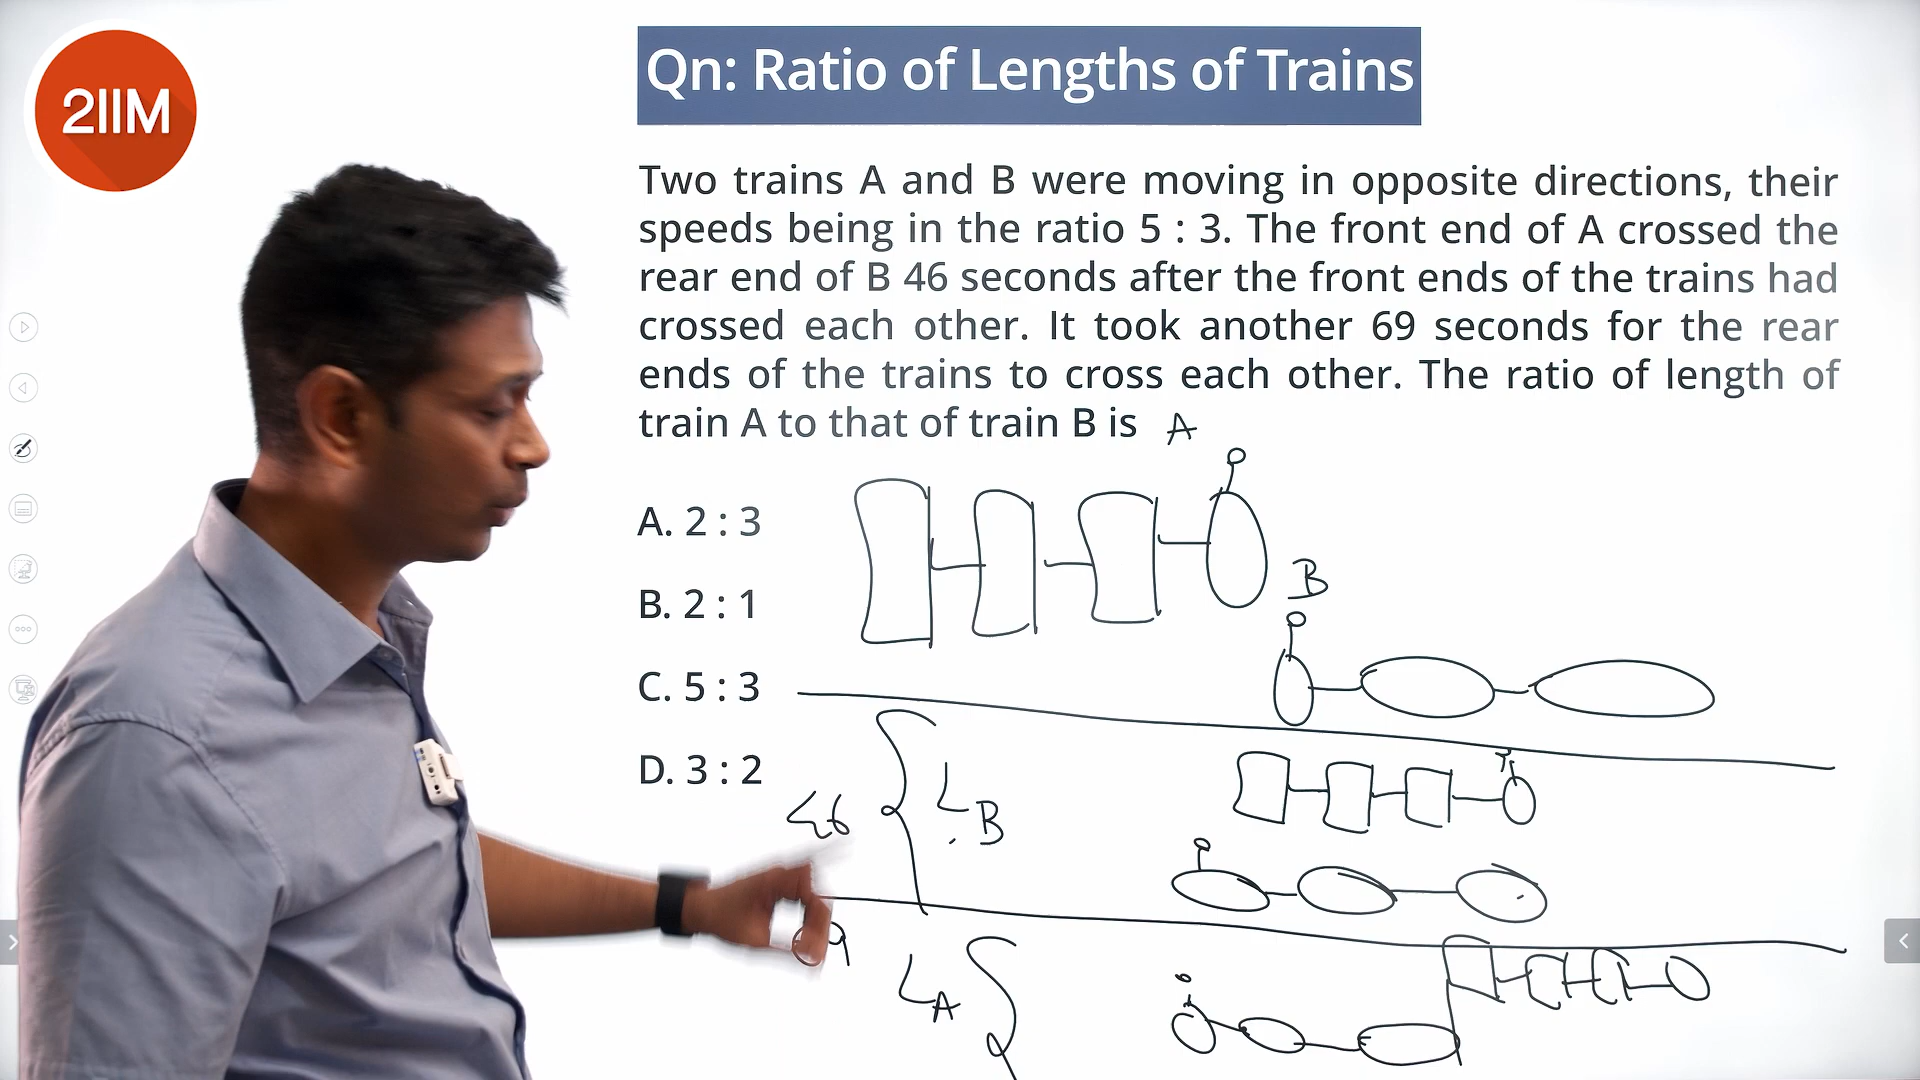 2IIM
Qn: Ratio of Lengths of Trains
Two trains A and B were moving in opposite directions, their
speeds being in the ratio 5 : 3. The front end of A crossed the
rear end of B 46 seconds after the front ends of the trains had
crossed each other. It took another 69 seconds for the rear
ends of the trains to cross each other. The ratio of length of
train A to that of train B is A
A. 2 : 3
B. 2 : 1
C. 5 : 3
D. 3 : 2
B
46
L B
L A